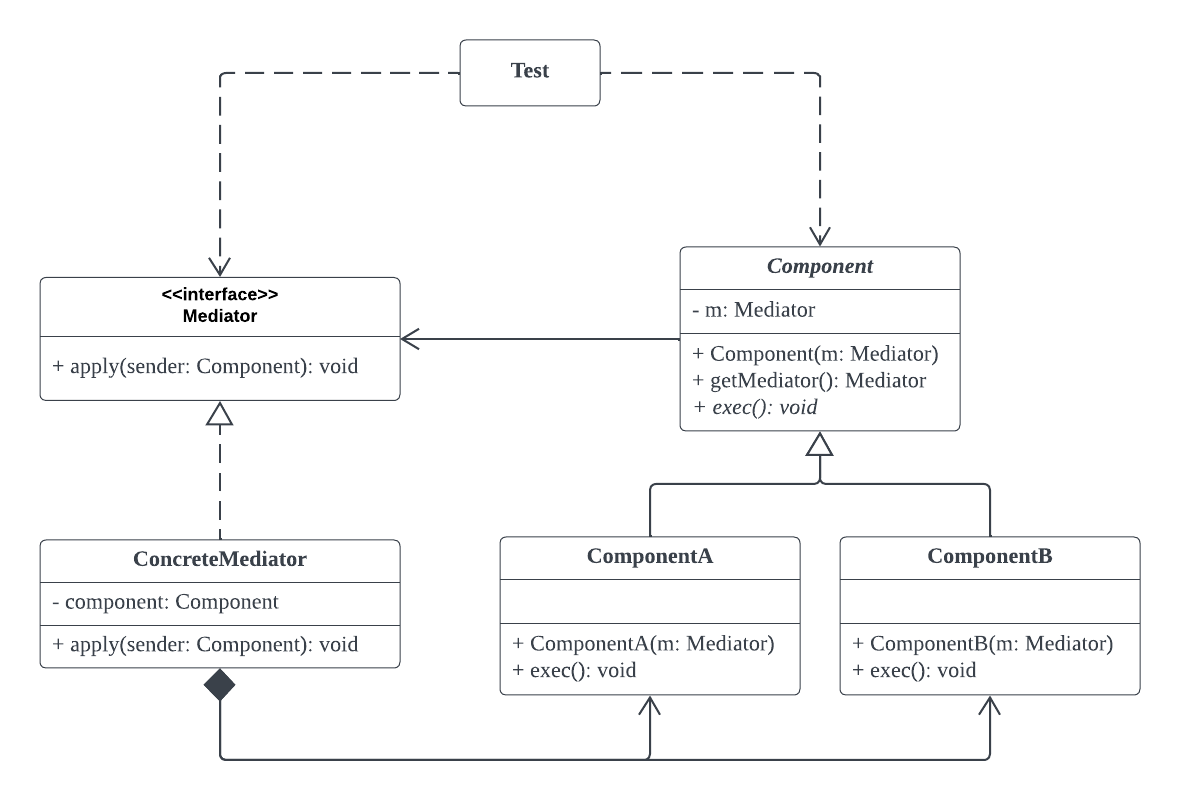 Test
<<interface>>
Mediator
+ apply(sender: Component): void
Component
- m: Mediator
+ Component(m: Mediator)
+ getMediator(): Mediator
+ exec(): void
ConcreteMediator
- component: Component
+ apply(sender: Component): void
ComponentA
+ ComponentA(m: Mediator)
+ exec(): void
ComponentB
+ ComponentB(m: Mediator)
+ exec(): void